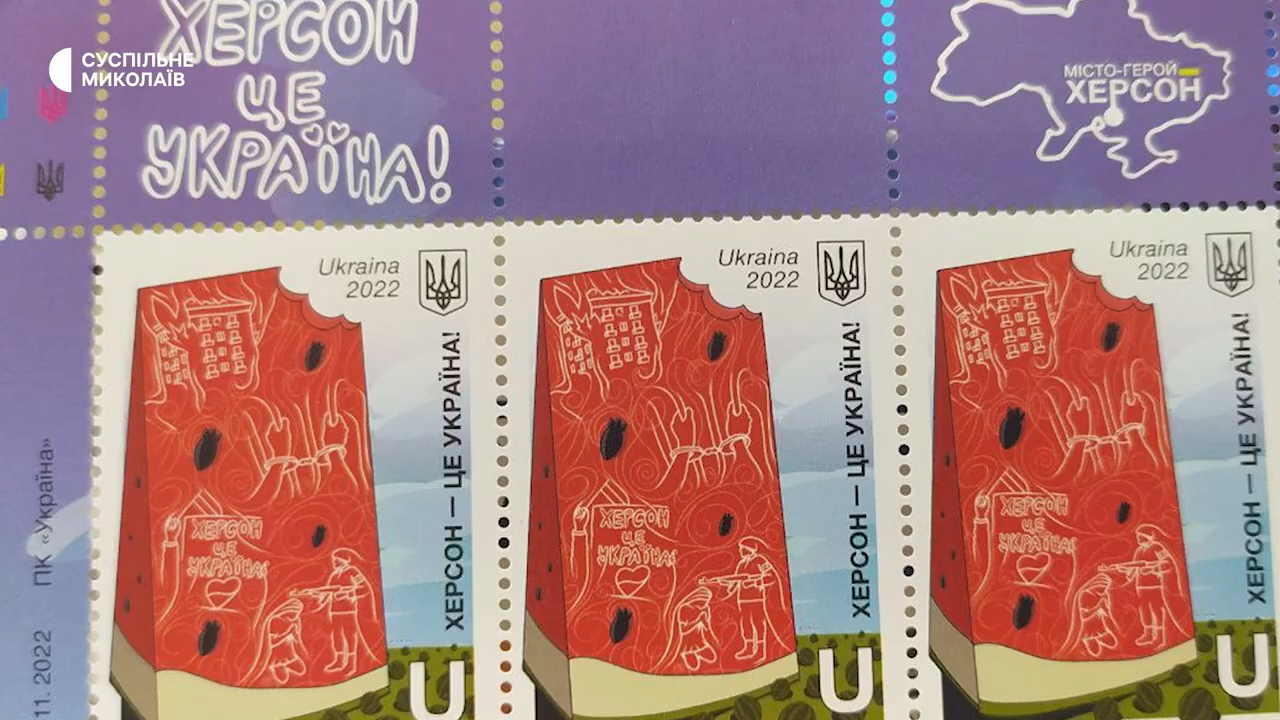 СУСПІЛЬНЕ
МИКОЛАЇВ
ХЕРСОН
ЦЕ
УКРАЇНА!
МІСТО-ГЕРОЙ
ХЕРСОН
Ukraina
2022
ХЕРСОН — ЦЕ УКРАЇНА!
ХЕРСОН
ЦЕ
УКРАЇНА!
U
Ukraina
2022
ХЕРСОН — ЦЕ УКРАЇНА!
ХЕРСОН
ЦЕ
УКРАЇНА!
U
Ukraina
2022
ХЕРСОН — ЦЕ УКРАЇНА!
ХЕРСОН
ЦЕ
УКРАЇНА!
U
11. 2022 ПК «Україна»